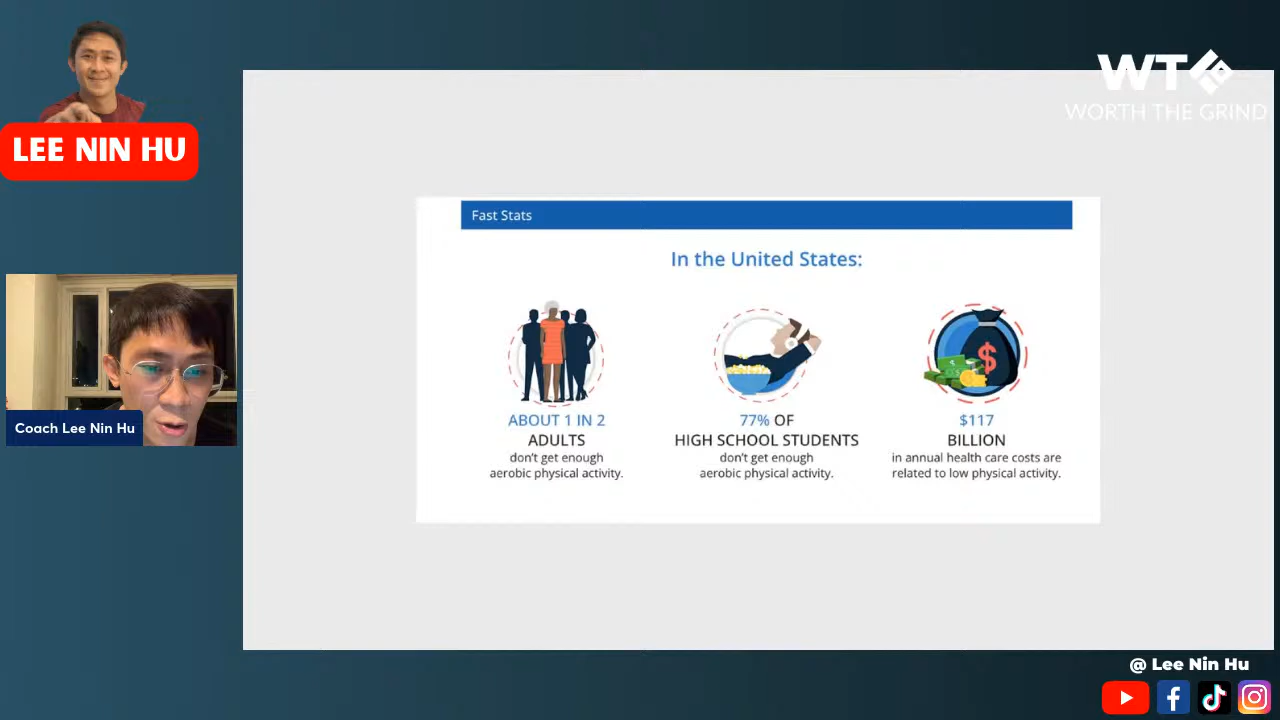 WT
WORTH THE GRIND
LEE NIN HU
Fast Stats
In the United States:
ABOUT 1 IN 2
ADULTS
don't get enough
aerobic physical activity.
77% OF
HIGH SCHOOL STUDENTS
don't get enough
aerobic physical activity.
$117
BILLION
in annual health care costs are
related to low physical activity.
$
Coach Lee Nin Hu
@ Lee Nin Hu